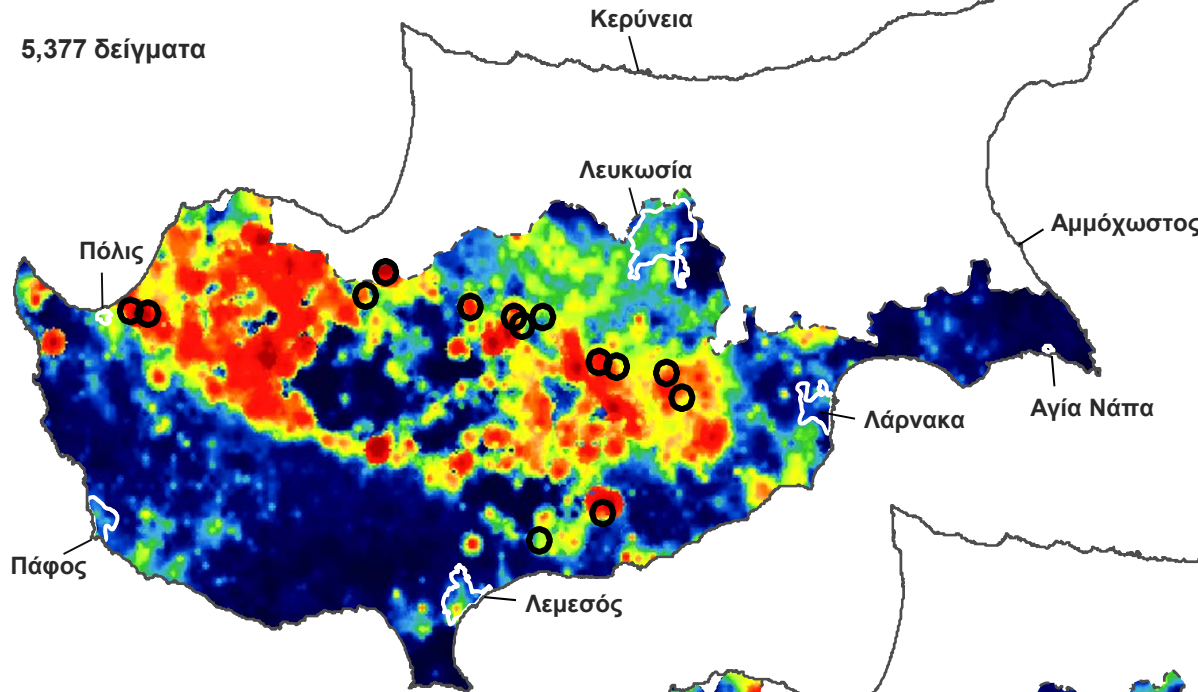 Κερύνεια
5,377 δείγματα
Λευκωσία
Αμμόχωστος
Πόλις
Αγία Νάπα
Λάρνακα
Πάφος
Λεμεσός